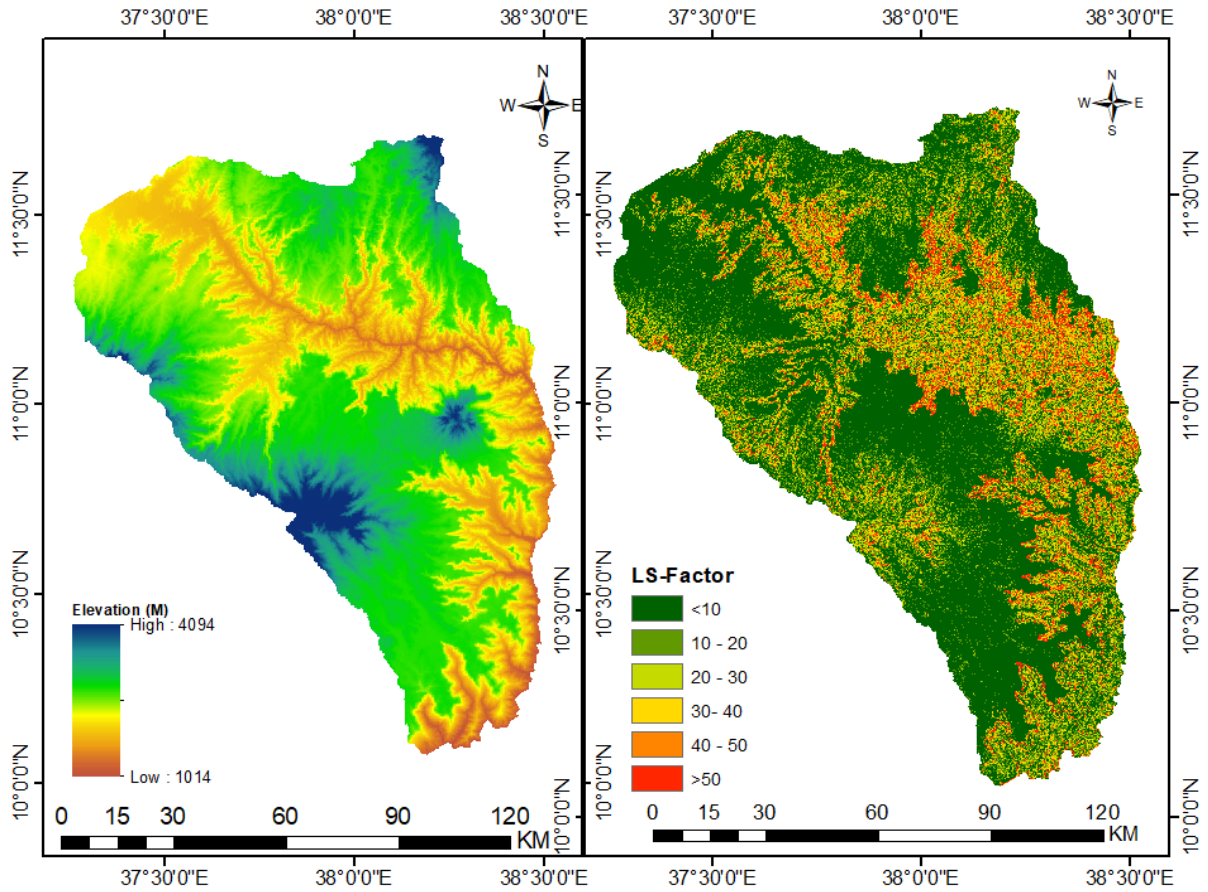 37°30'0"E 38°0'0"E 38°30'0"E
37°30'0"E 38°0'0"E 38°30'0"E
N
W E
S
N
W E
S
11°30'0"N
11°0'0"N
10°30'0"N
10°0'0"N
11°30'0"N
11°0'0"N
10°30'0"N
10°0'0"N
11°30'0"N
11°0'0"N
10°30'0"N
10°0'0"N
Elevation (M)
High : 4094
Low : 1014
0 15 30 60 90 120
KM
LS-Factor
<10
10 - 20
20 - 30
30- 40
40 - 50
>50
0 15 30 60 90 120
KM
37°30'0"E 38°0'0"E 38°30'0"E
37°30'0"E 38°0'0"E 38°30'0"E